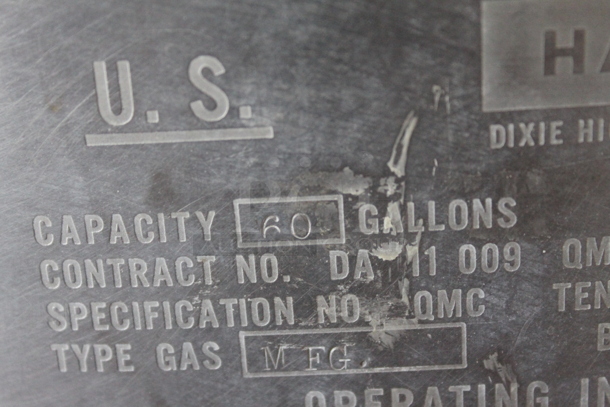 U. S.
HA
DIXIE HI
CAPACITY 60 GALLONS
CONTRACT NO. DA 11 009 QM
SPECIFICATION NO. QMC TEN
TYPE GAS MFG. B
OPERATING IN